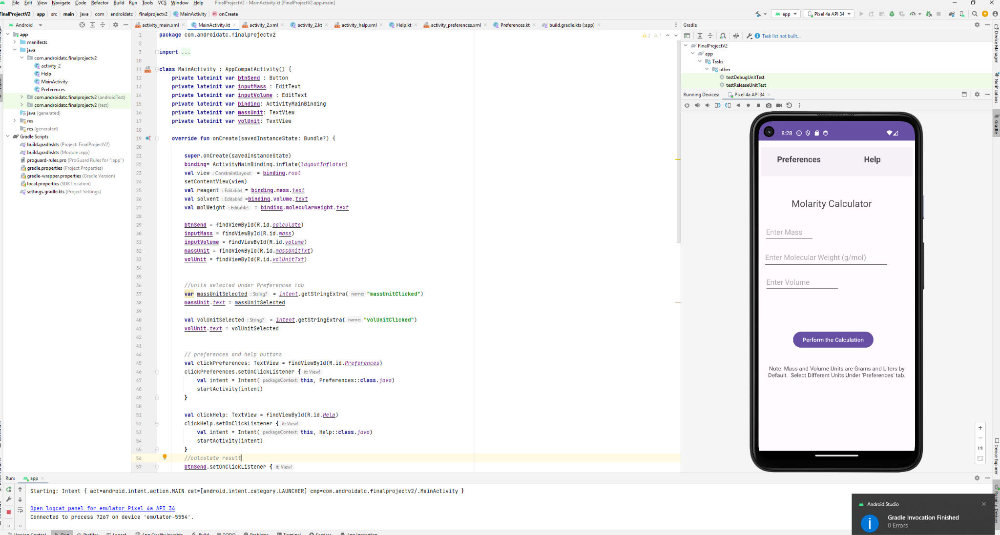 File Edit View Navigate Code Refactor Build Run Tools VCS Window Help FinalProjectV2 - MainActivity.kt [FinalProjectV2.app.main]
FinalProjectV2 app src main java com androidatc finalprojectv2 MainActivity onCreate
app Pixel 4a API 34
Android
activity_main.xml MainActivity.kt activity_2.xml activity_2.kt activity_help.xml Help.kt activity_preferences.xml Preferences.kt build.gradle.kts (:app)
app
manifests
java
com.androidatc.finalprojectv2
activity_2
Help
MainActivity
Preferences
com.androidatc.finalprojectv2 (androidTest)
com.androidatc.finalprojectv2 (test)
java (generated)
res
res (generated)
Gradle Scripts
build.gradle.kts (Project: FinalProjectV2)
build.gradle.kts (Module :app)
proguard-rules.pro (ProGuard Rules for ":app")
gradle.properties (Project Properties)
gradle-wrapper.properties (Gradle Version)
local.properties (SDK Location)
settings.gradle.kts (Project Settings)
2 1
1 package com.androidatc.finalprojectv2
2
3 import ...
10
11 class MainActivity : AppCompatActivity() {
12 private lateinit var btnSend : Button
13 private lateinit var inputMass : EditText
14 private lateinit var inputVolume : EditText
15 private lateinit var binding: ActivityMainBinding
16 private lateinit var massUnit: TextView
17 private lateinit var volUnit: TextView
18
19 override fun onCreate(savedInstanceState: Bundle?) {
20
21 super.onCreate(savedInstanceState)
22 binding= ActivityMainBinding.inflate(layoutInflater)
23 val view : ConstraintLayout = binding.root
24 setContentView(view)
25 val reagent : Editable! = binding.mass.text
26 val solvent : Editable! =binding.volume.text
27 val molWeight : Editable! = binding.molecularweight.text
28
29 btnSend = findViewById(R.id.calculate)
30 inputMass = findViewById(R.id.mass)
31 inputVolume = findViewById(R.id.volume)
32 massUnit = findViewById(R.id.massUnitTxt)
33 volUnit = findViewById(R.id.volUnitTxt)
34
35
36 //units selected under Preferences tab
37 var massUnitSelected : String? = intent.getStringExtra( name: "massUnitClicked")
38 massUnit.text = massUnitSelected
39
40 val volUnitSelected : String? = intent.getStringExtra( name: "volUnitClicked")
41 volUnit.text = volUnitSelected
42
43
44 // preferences and help buttons
45 val clickPreferences: TextView = findViewById(R.id.Preferences)
46 clickPreferences.setOnClickListener { it: View!
47 val intent = Intent( packageContext: this, Preferences::class.java)
48 startActivity(intent)
49 }
50
51 val clickHelp: TextView = findViewById(R.id.Help)
52 clickHelp.setOnClickListener { it: View!
53 val intent = Intent( packageContext: this, Help::class.java)
54 startActivity(intent)
55 }
56 //calculate result
57 btnSend.setOnClickListener { it: View!
Gradle
Task list not built...
FinalProjectV2
app
Tasks
other
testDebugUnitTest
testReleaseUnitTest
Running Devices: Pixel 4a API 34
8:28
Preferences Help
Molarity Calculator
Enter Mass
Enter Molecular Weight (g/mol)
Enter Volume
Perform the Calculation
Note: Mass and Volume Units are Grams and Liters by
Default. Select Different Units Under 'Preferences' tab.
1:1
Device Manager
Notifications
Gradle
Device Explorer
Running Devices
Run: app
Starting: Intent { act=android.intent.action.MAIN cat=[android.intent.category.LAUNCHER] cmp=com.androidatc.finalprojectv2/.MainActivity }
Open logcat panel for emulator Pixel 4a API 34
Connected to process 7267 on device 'emulator-5554'.
Android Studio
Gradle Invocation Finished
0 Errors
Version Control Run Profiler Logcat App Quality Insights Build TODO Problems Terminal Services App Inspection